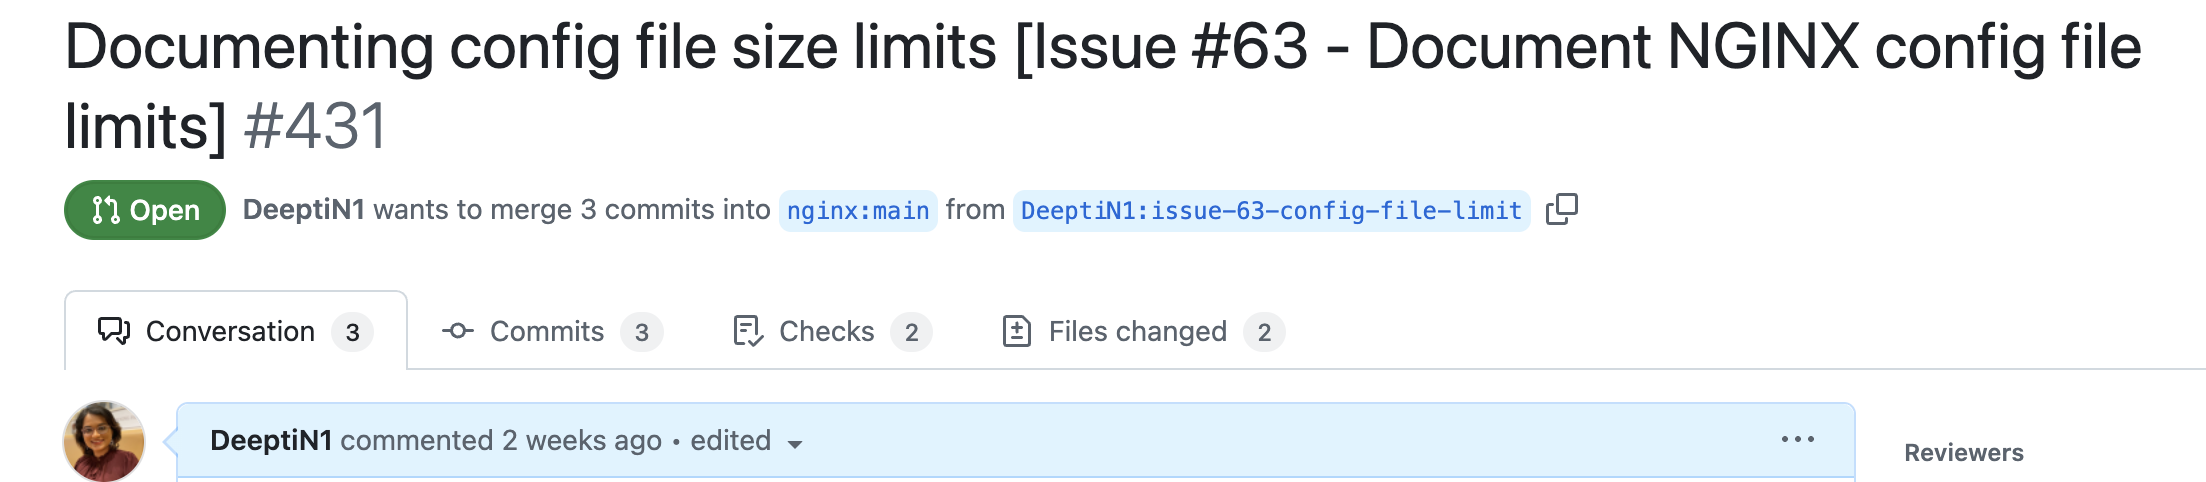 Documenting config file size limits [Issue #63 - Document NGINX config file
limits] #431
Open DeeptiN1 wants to merge 3 commits into nginx:main from DeeptiN1:issue-63-config-file-limit
Conversation 3 Commits 3 Checks 2 Files changed 2
DeeptiN1 commented 2 weeks ago • edited
Reviewers